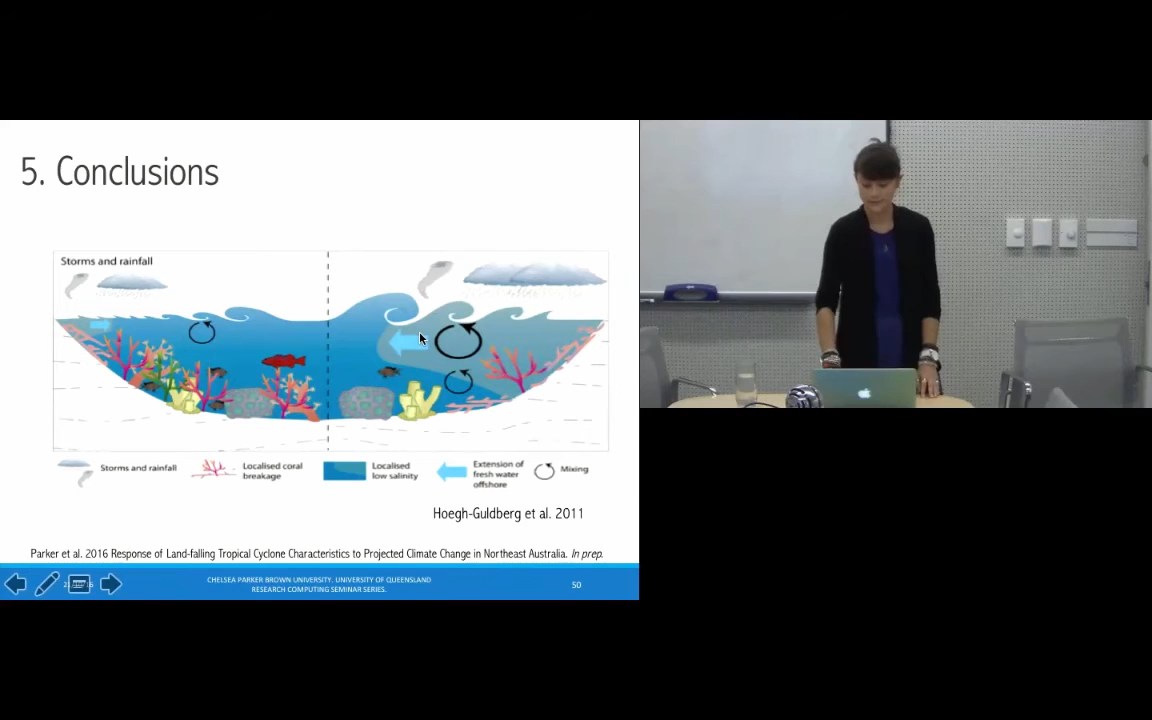 5. Conclusions
Storms and rainfall
Storms and rainfall
Localised coral
breakage
Localised
low salinity
Extension of
fresh water
offshore
Mixing
Hoegh-Guldberg et al. 2011
Parker et al. 2016 Response of Land-falling Tropical Cyclone Characteristics to Projected Climate Change in Northeast Australia. In prep.
CHELSEA PARKER BROWN UNIVERSITY. UNIVERSITY OF QUEENSLAND
RESEARCH COMPUTING SEMINAR SERIES.
50